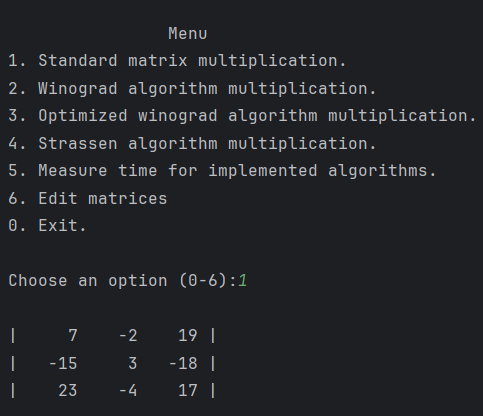 Menu
1. Standard matrix multiplication.
2. Winograd algorithm multiplication.
3. Optimized winograd algorithm multiplication.
4. Strassen algorithm multiplication.
5. Measure time for implemented algorithms.
6. Edit matrices
0. Exit.
Choose an option (0-6):1
| 7 -2 19 |
| -15 3 -18 |
| 23 -4 17 |